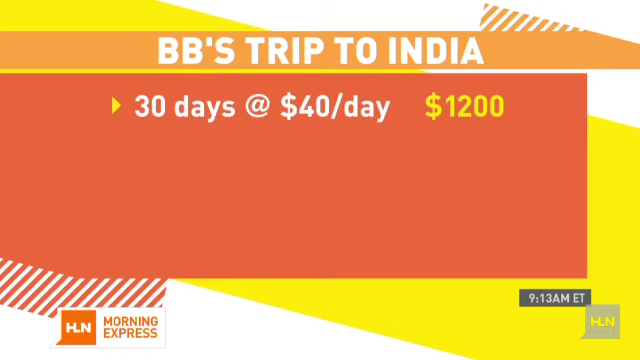 BB'S TRIP TO INDIA
30 days @ $40/day $1200
9:13AM ET
HLN
HLN
MORNING
EXPRESS